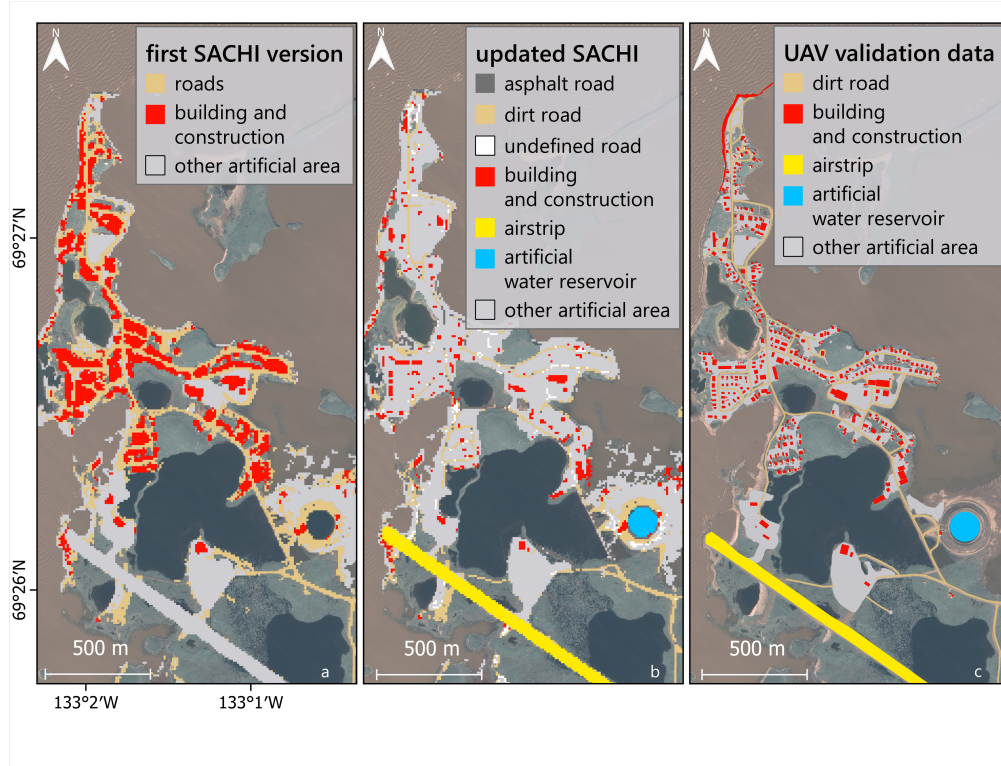 N
first SACHI version
roads
building and
construction
other artificial area
500 m
a
N
updated SACHI
asphalt road
dirt road
undefined road
building
and construction
airstrip
artificial
water reservoir
other artificial area
500 m
b
N
UAV validation data
dirt road
building
and construction
airstrip
artificial
water reservoir
other artificial area
500 m
c
69°27′N
69°26′N
133°2′W
133°1′W